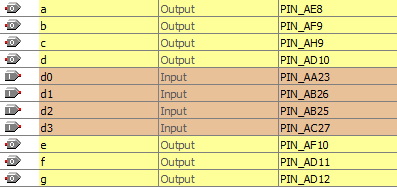 a Output PIN_AE8
b Output PIN_AF9
c Output PIN_AH9
d Output PIN_AD10
d0 Input PIN_AA23
d1 Input PIN_AB26
d2 Input PIN_AB25
d3 Input PIN_AC27
e Output PIN_AF10
f Output PIN_AD11
g Output PIN_AD12